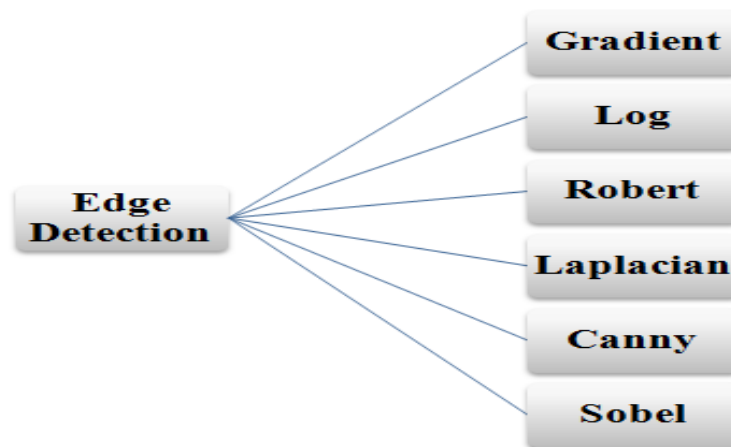 Edge
Detection
Gradient
Log
Robert
Laplacian
Canny
Sobel